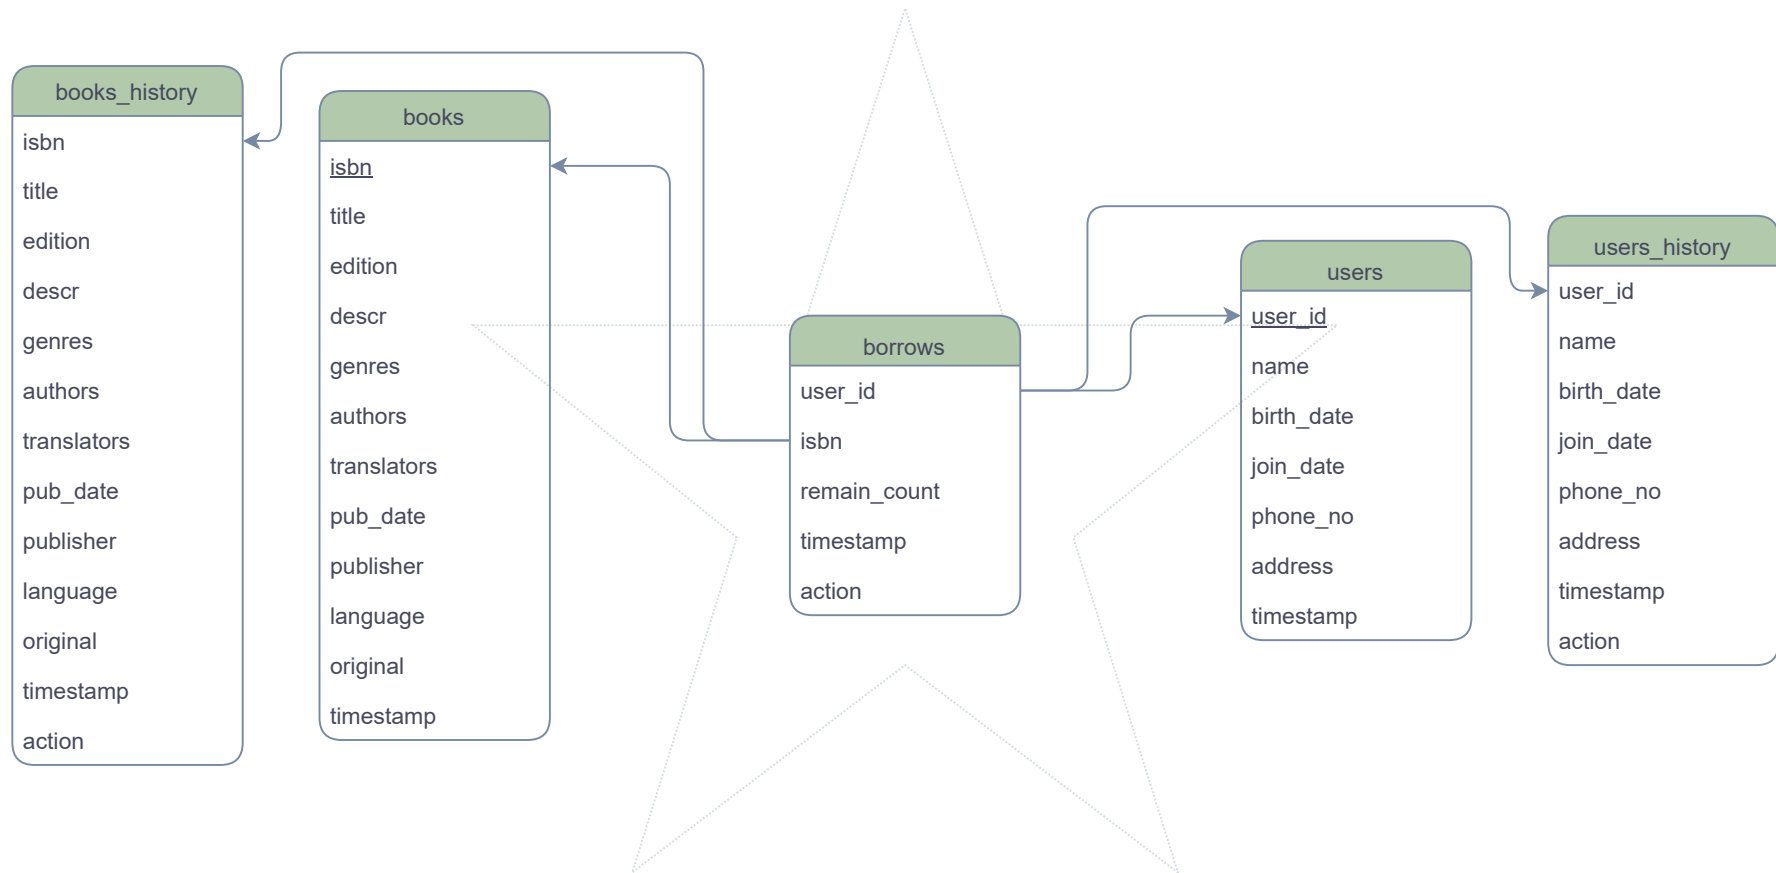 books_history
isbn
title
edition
descr
genres
authors
translators
pub_date
publisher
language
original
timestamp
action
books
isbn
title
edition
descr
genres
authors
translators
pub_date
publisher
language
original
timestamp
borrows
user_id
isbn
remain_count
timestamp
action
users
user_id
name
birth_date
join_date
phone_no
address
timestamp
users_history
user_id
name
birth_date
join_date
phone_no
address
timestamp
action